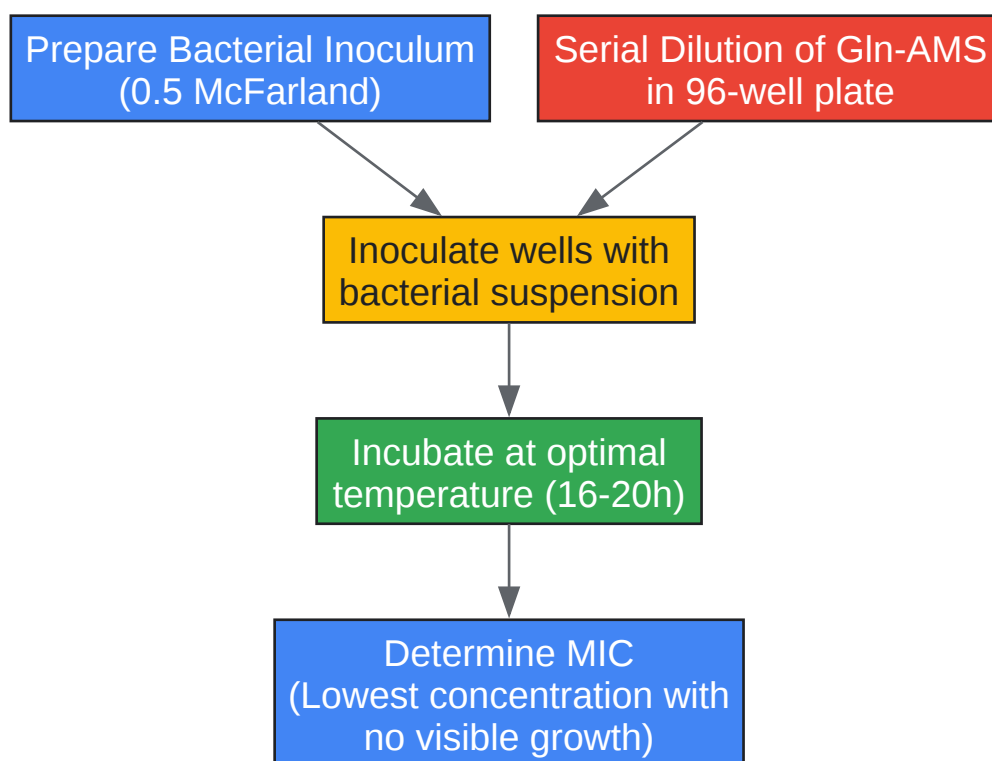 Prepare Bacterial Inoculum
(0.5 McFarland)
Serial Dilution of Gln-AMS
in 96-well plate
Inoculate wells with
bacterial suspension
Incubate at optimal
temperature (16-20h)
Determine MIC
(Lowest concentration with
no visible growth)